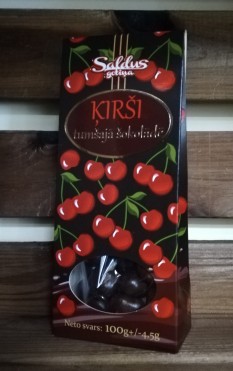 Saldus
gotiņa
ĶIRŠI
tumšajā šokolādē
Neto svars: 100g+/-4,5g